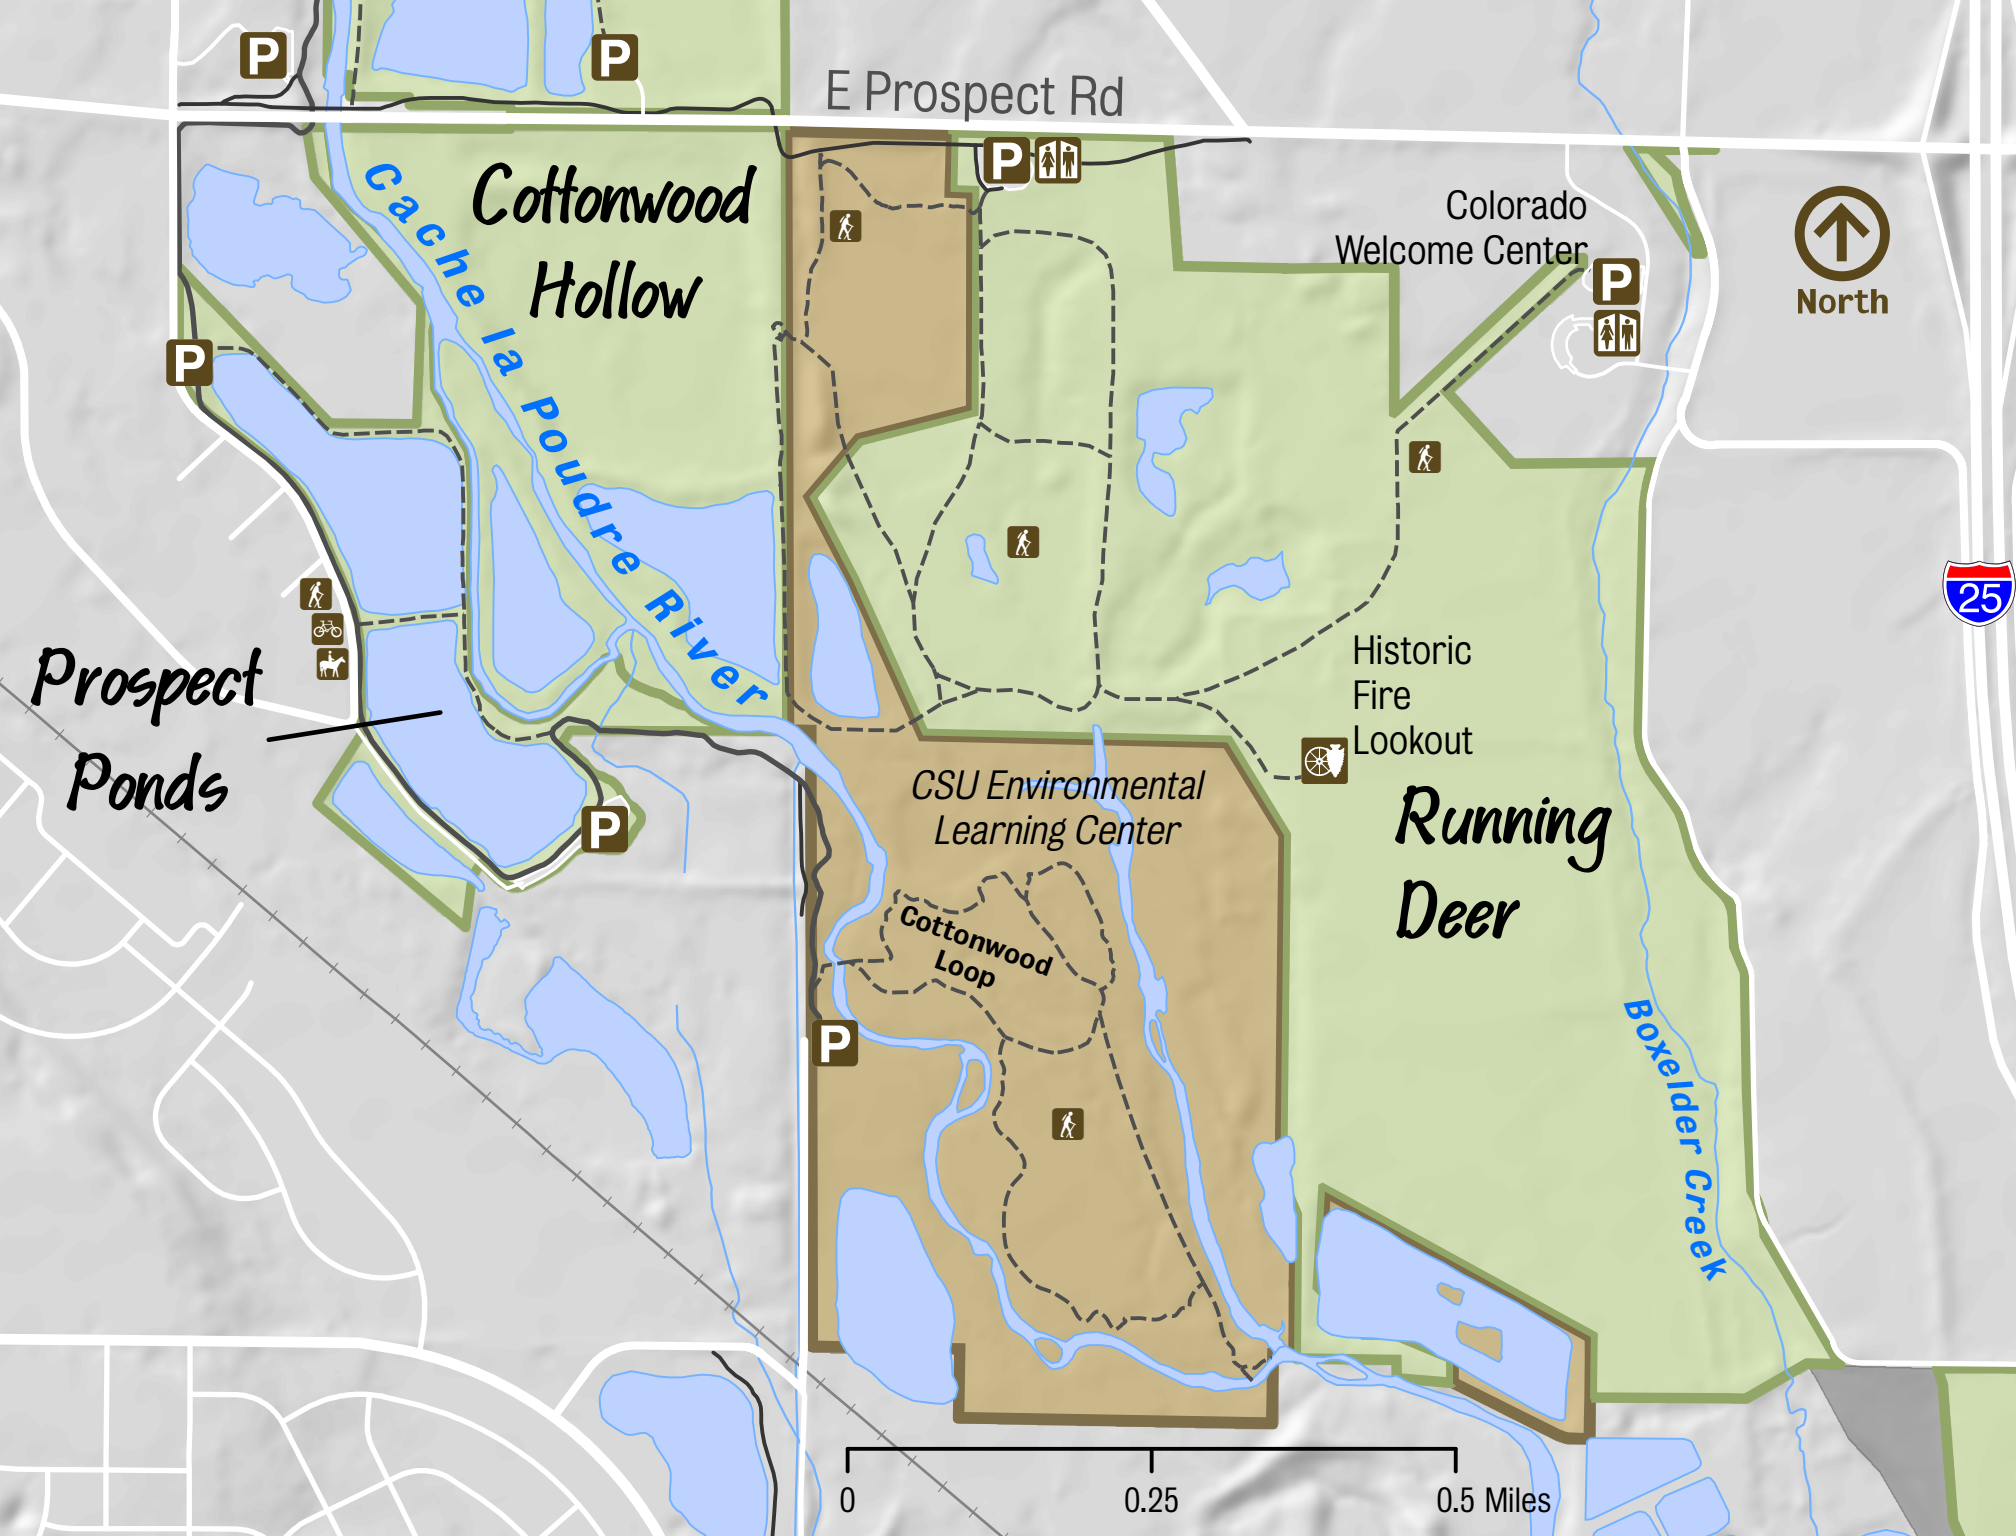 P
P
E Prospect Rd
P
Cottonwood
Hollow
Cache la Poudre River
Colorado
Welcome Center
P
North
P
25
Historic
Fire
Lookout
Prospect
Ponds
CSU Environmental
Learning Center
Running
Deer
P
Cottonwood
Loop
P
Boxelder Creek
0 0.25 0.5 Miles